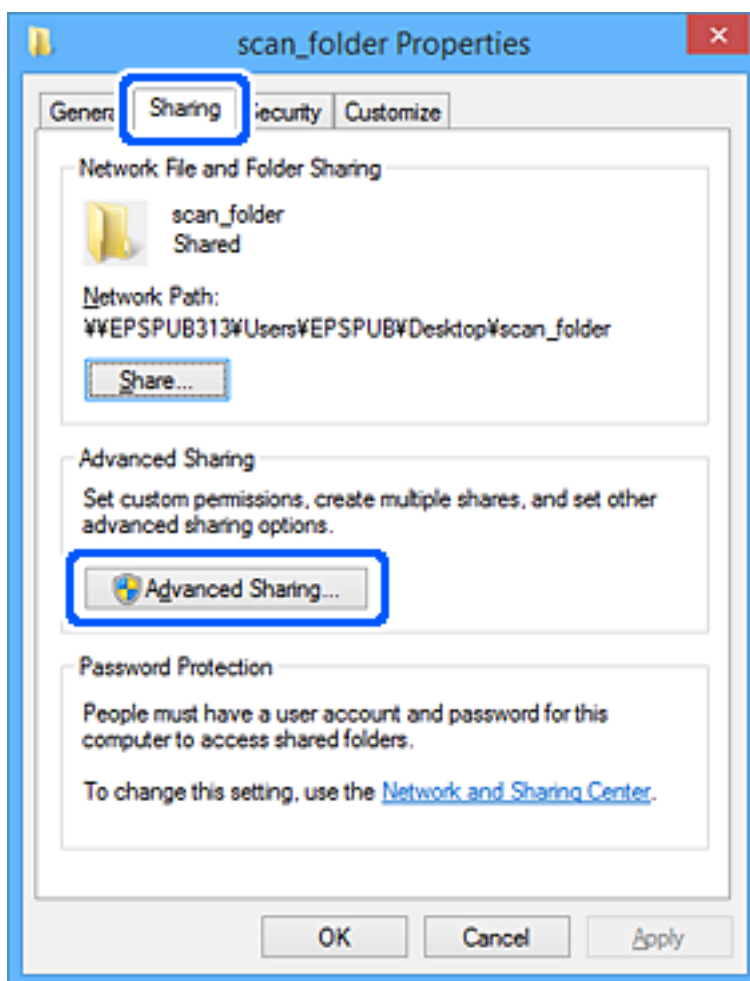 scan_folder Properties
General Sharing Security Customize
Network File and Folder Sharing
scan_folder
Shared
Network Path:
¥¥EPSPUB313¥Users¥EPSPUB¥Desktop¥scan_folder
Share...
Advanced Sharing
Set custom permissions, create multiple shares, and set other
advanced sharing options.
Advanced Sharing...
Password Protection
People must have a user account and password for this
computer to access shared folders.
To change this setting, use the Network and Sharing Center.
OK Cancel Apply